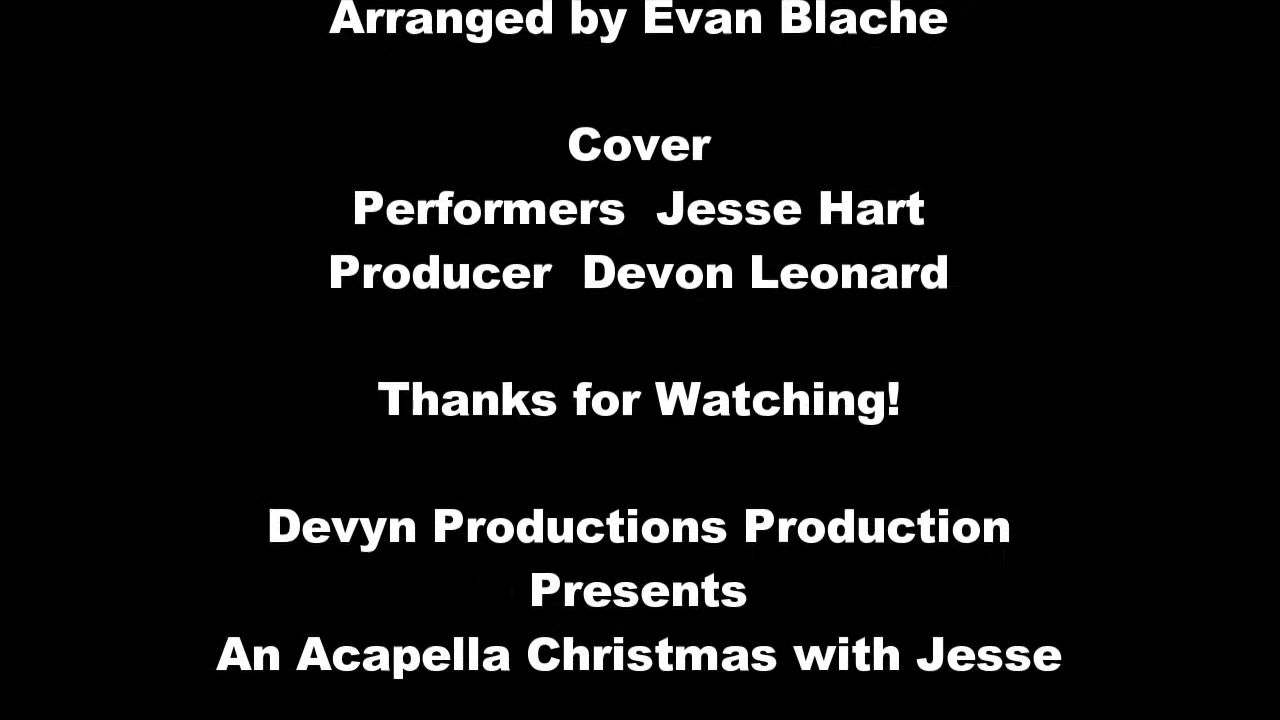 Arranged by Evan Blache
Cover
Performers  Jesse Hart
Producer  Devon Leonard
Thanks for Watching!
Devyn Productions Production
Presents
An Acapella Christmas with Jesse